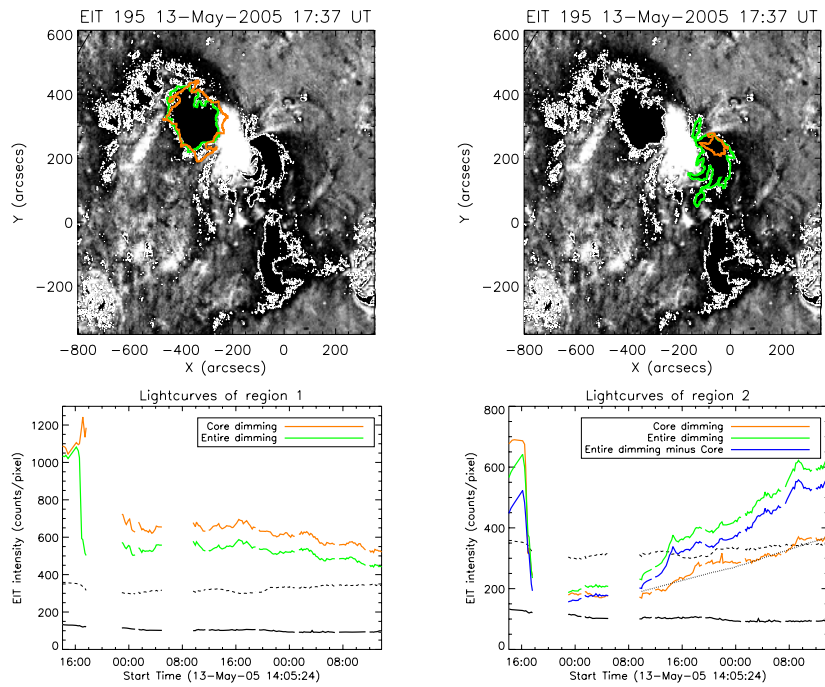 EIT 195 13-May-2005 17:37 UT
600
400
200
0
-200
Y (arcsecs)
-800 -600 -400 -200 0 200
X (arcsecs)
EIT 195 13-May-2005 17:37 UT
600
400
200
0
-200
Y (arcsecs)
-800 -600 -400 -200 0 200
X (arcsecs)
Lightcurves of region 1
Core dimming
Entire dimming
1200
1000
800
600
400
200
0
EIT intensity (counts/pixel)
16:00 00:00 08:00 16:00 00:00 08:00
Start Time (13-May-05 14:05:24)
Lightcurves of region 2
Core dimming
Entire dimming
Entire dimming minus Core
800
600
400
200
0
EIT intensity (counts/pixel)
16:00 00:00 08:00 16:00 00:00 08:00
Start Time (13-May-05 14:05:24)